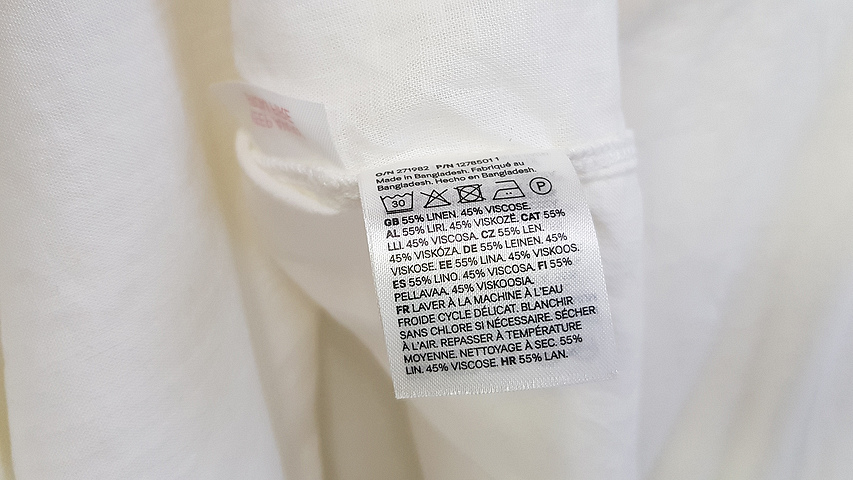 O/N 271982 P/N 1278501 1
Made in Bangladesh. Fabriqué au
Bangladesh. Hecho en Bangladesh.
30 P
GB 55% LINEN. 45% VISCOSE.
AL 55% LIRI. 45% VISKOZË. CAT 55%
LLI. 45% VISCOSA. CZ 55% LEN.
45% VISKÓZA. DE 55% LEINEN. 45%
VISKOSE. EE 55% LINA. 45% VISKOOS.
ES 55% LINO. 45% VISCOSA. FI 55%
PELLAVAA. 45% VISKOOSIA.
FR LAVER À LA MACHINE À L'EAU
FROIDE CYCLE DÉLICAT. BLANCHIR
SANS CHLORE SI NÉCESSAIRE. SÉCHER
À L'AIR. REPASSER À TEMPÉRATURE
MOYENNE. NETTOYAGE À SEC. 55%
LIN. 45% VISCOSE. HR 55% LAN.